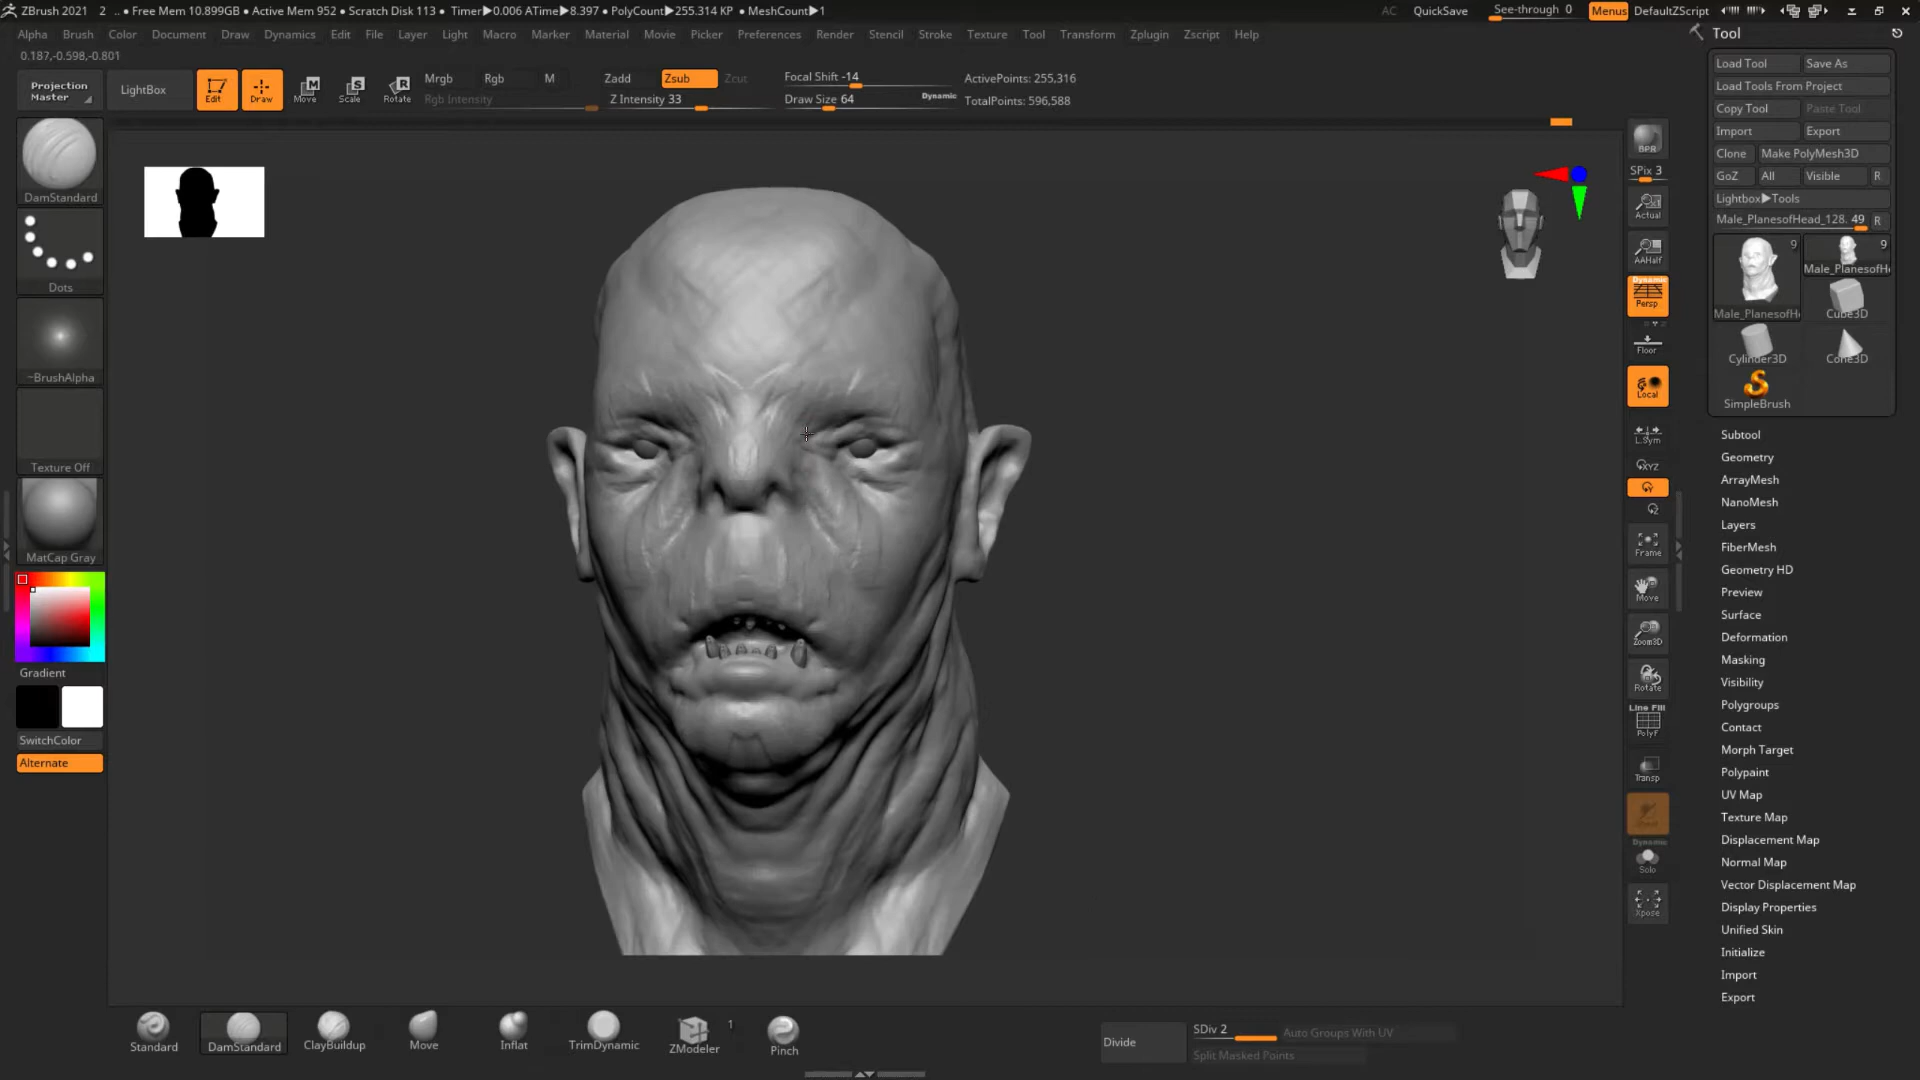 ZBrush 2021 2 .. • Free Mem 10.899GB • Active Mem 952 • Scratch Disk 113 • Timer▶0.006 ATime▶8.397 • PolyCount▶255.314 KP • MeshCount▶1 AC QuickSave See-through 0 Menus DefaultZScript
Alpha Brush Color Document Draw Dynamics Edit File Layer Light Macro Marker Material Movie Picker Preferences Render Stencil Stroke Texture Tool Transform Zplugin Zscript Help
0.187,-0.598,-0.801
Projection Master
LightBox
Edit
Draw
Move
Scale
Rotate
Mrgb Rgb M
Rgb Intensity
Zadd Zsub Zcut
Z Intensity 33
Focal Shift -14
Draw Size 64
Dynamic
ActivePoints: 255,316
TotalPoints: 596,588
DamStandard
Dots
~BrushAlpha
Texture Off
MatCap Gray
Gradient
SwitchColor
Alternate
BPR
SPix 3
Actual
AAHalf
Dynamic
Persp
Floor
Local
L.Sym
XYZ
Y
Z
Frame
Move
Zoom3D
Rotate
Line Fill
PolyF
Transp
Dynamic
Solo
Xpose
Tool
Load Tool Save As
Load Tools From Project
Copy Tool Paste Tool
Import Export
Clone Make PolyMesh3D
GoZ All Visible R
Lightbox▶Tools
Male_PlanesofHead_128. 49 R
9
9
Male_PlanesofHe
Male_PlanesofHe
Cube3D
Cylinder3D
Cone3D
SimpleBrush
Subtool
Geometry
ArrayMesh
NanoMesh
Layers
FiberMesh
Geometry HD
Preview
Surface
Deformation
Masking
Visibility
Polygroups
Contact
Morph Target
Polypaint
UV Map
Texture Map
Displacement Map
Normal Map
Vector Displacement Map
Display Properties
Unified Skin
Initialize
Import
Export
Standard
DamStandard
ClayBuildup
Move
Inflat
TrimDynamic
ZModeler
1
Pinch
Divide
SDiv 2
Auto Groups With UV
Split Masked Points